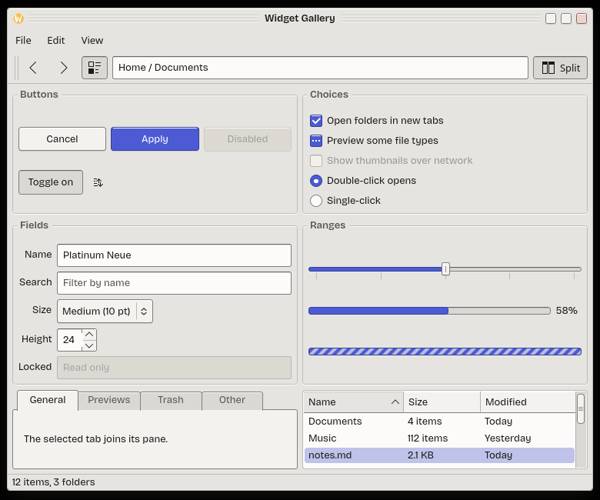 Widget Gallery
File Edit View
Home / Documents
Split
Buttons
Cancel Apply Disabled
Toggle on
Choices
Open folders in new tabs
Preview some file types
Show thumbnails over network
Double-click opens
Single-click
Fields
Name Platinum Neue
Search Filter by name
Size Medium (10 pt)
Height 24
Locked Read only
Ranges
58%
General Previews Trash Other
The selected tab joins its pane.
Name Size Modified
Documents 4 items Today
Music 112 items Yesterday
notes.md 2.1 KB Today
12 items, 3 folders